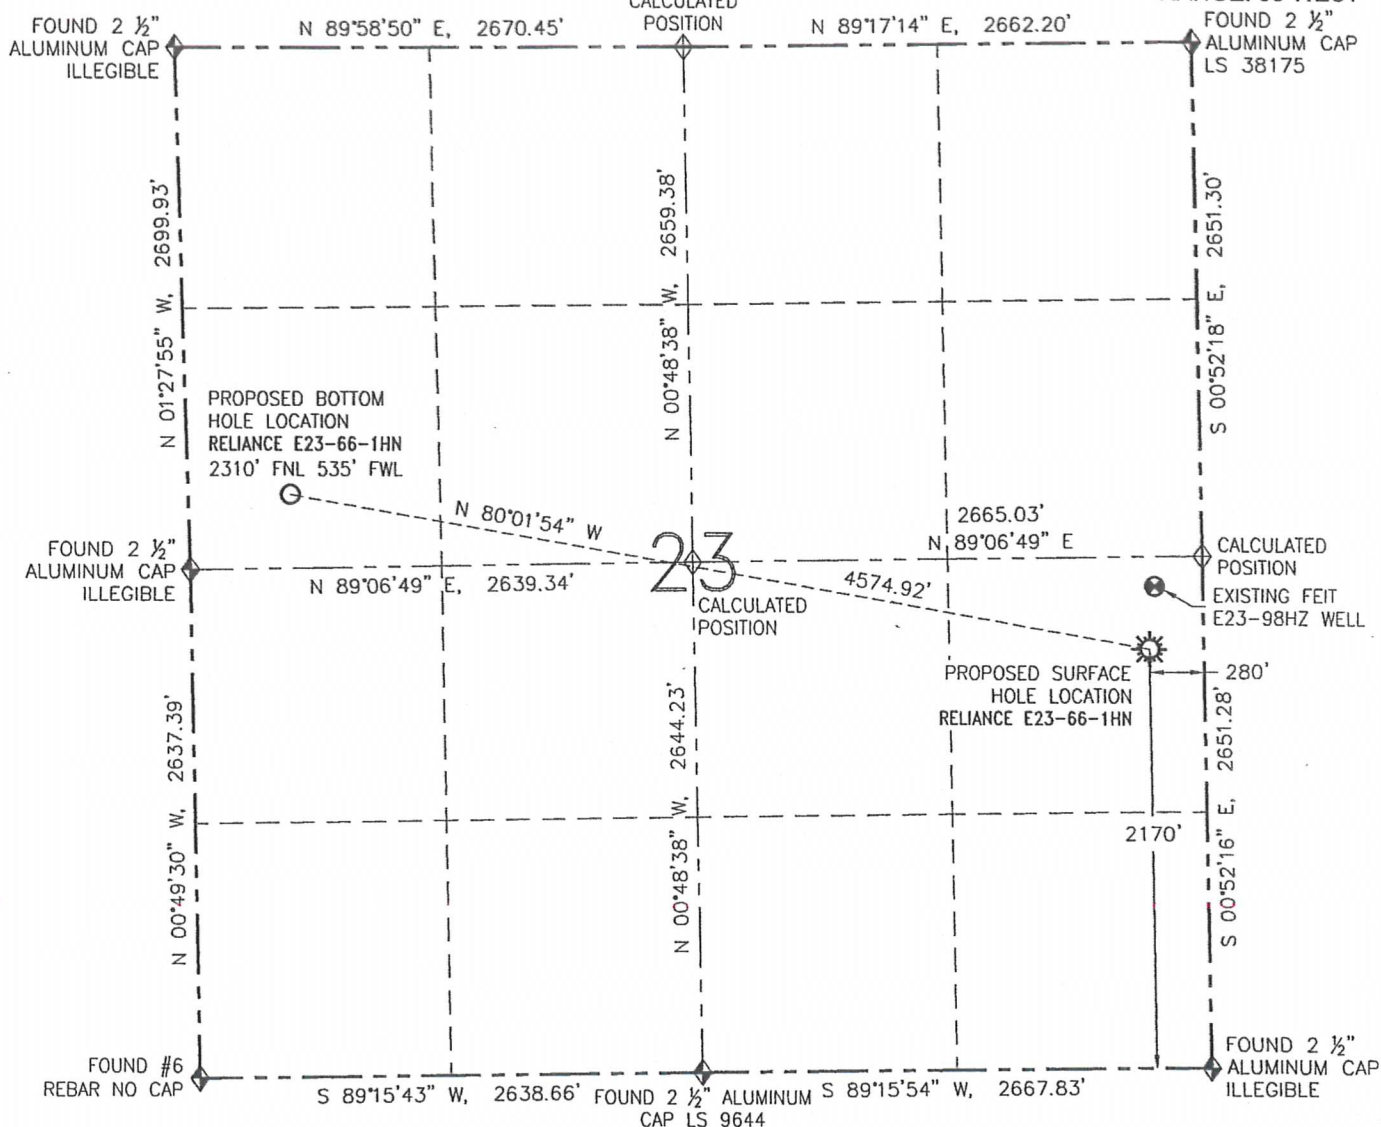 CALCULATED
POSITION
FOUND 2 ½"
ALUMINUM CAP
ILLEGIBLE
N 89°58'50" E, 2670.45'
N 89°17'14" E, 2662.20'
FOUND 2 ½"
ALUMINUM CAP
LS 38175
N 01°27'55" W, 2699.93'
N 00°48'38" W, 2659.38'
S 00°52'18" E, 2651.30'
PROPOSED BOTTOM
HOLE LOCATION
RELIANCE E23-66-1HN
2310' FNL 535' FWL
N 80°01'54" W
4574.92'
23
CALCULATED
POSITION
2665.03'
N 89°06'49" E
FOUND 2 ½"
ALUMINUM CAP
ILLEGIBLE
N 89°06'49" E, 2639.34'
CALCULATED
POSITION
EXISTING FEIT
E23-98HZ WELL
PROPOSED SURFACE
HOLE LOCATION
RELIANCE E23-66-1HN
280'
2170'
N 00°49'30" W, 2637.39'
N 00°48'38" W, 2644.23'
S 00°52'16" E, 2651.28'
FOUND #6
REBAR NO CAP
S 89°15'43" W, 2638.66'
FOUND 2 ½" ALUMINUM
CAP LS 9644
S 89°15'54" W, 2667.83'
FOUND 2 ½"
ALUMINUM CAP
ILLEGIBLE